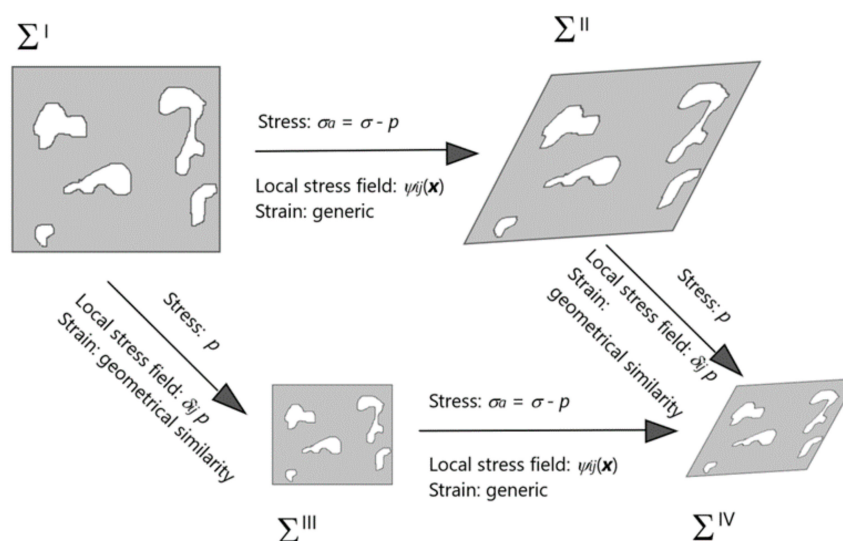 Σ^I
Σ^II
Stress: σa = σ - p
Local stress field: ψij(x)
Strain: generic
Stress: p
Local stress field: δij p
Strain: geometrical similarity
Stress: p
Local stress field: δij p
Strain:
geometrical similarity
Stress: σa = σ - p
Local stress field: ψij(x)
Strain: generic
Σ^III
Σ^IV